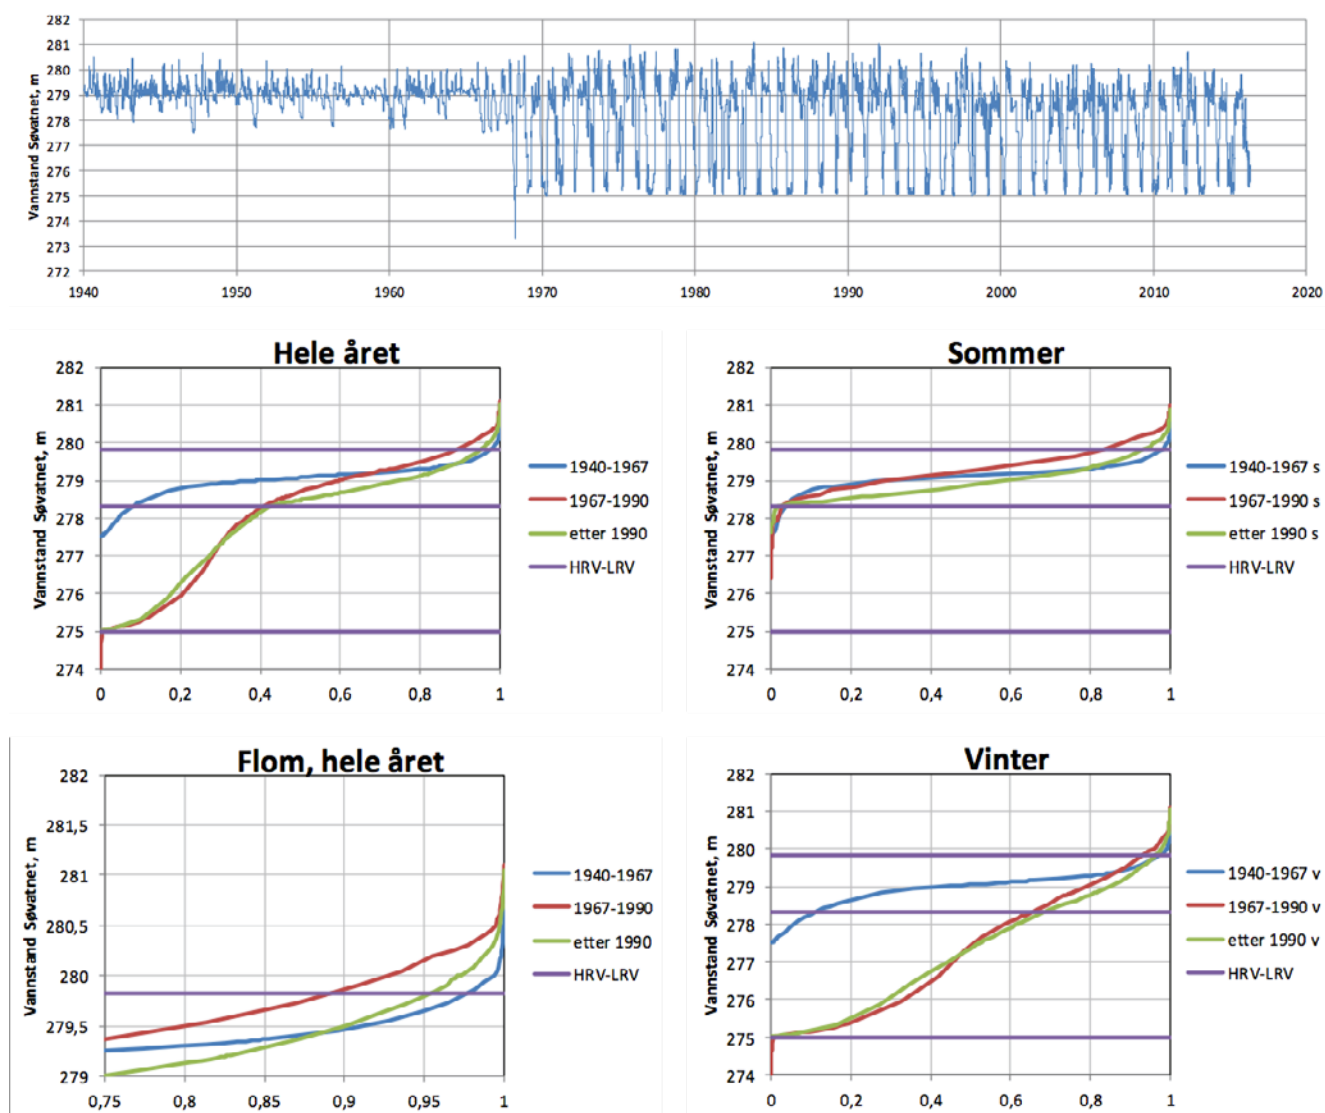 Vannstand Søvatnet, m
282
281
280
279
278
277
276
275
274
273
272
1940 1950 1960 1970 1980 1990 2000 2010 2020
Hele året
Vannstand Søvatnet, m
282
281
280
279
278
277
276
275
274
0 0,2 0,4 0,6 0,8 1
1940-1967
1967-1990
etter 1990
HRV-LRV
Sommer
Vannstand Søvatnet, m
282
281
280
279
278
277
276
275
274
0 0,2 0,4 0,6 0,8 1
1940-1967 s
1967-1990 s
etter 1990 s
HRV-LRV
Flom, hele året
Vannstand Søvatnet, m
282
281,5
281
280,5
280
279,5
279
0,75 0,8 0,85 0,9 0,95 1
1940-1967
1967-1990
etter 1990
HRV-LRV
Vinter
Vannstand Søvatnet, m
282
281
280
279
278
277
276
275
274
0 0,2 0,4 0,6 0,8 1
1940-1967 v
1967-1990 v
etter 1990 v
HRV-LRV